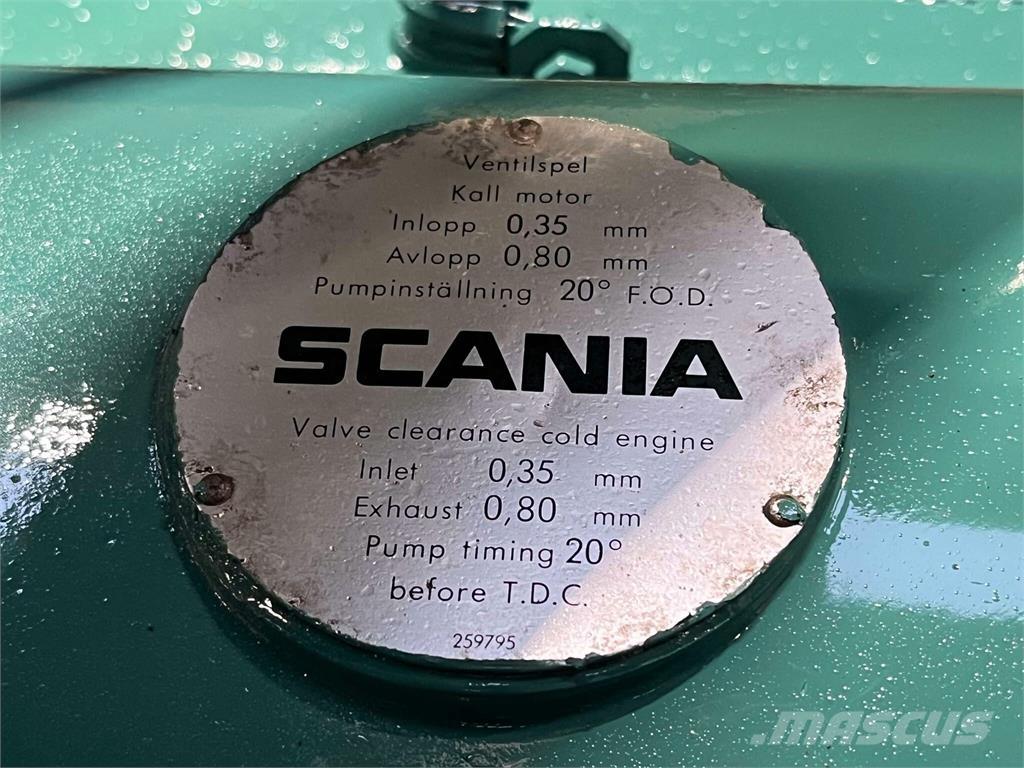 Ventilspel
Kall motor
Inlopp 0,35 mm
Avlopp 0,80 mm
Pumpinställning 20° F.Ö.D.
SCANIA
Valve clearance cold engine
Inlet 0,35 mm
Exhaust 0,80 mm
Pump timing 20°
before T.D.C.
259795
MASCUS